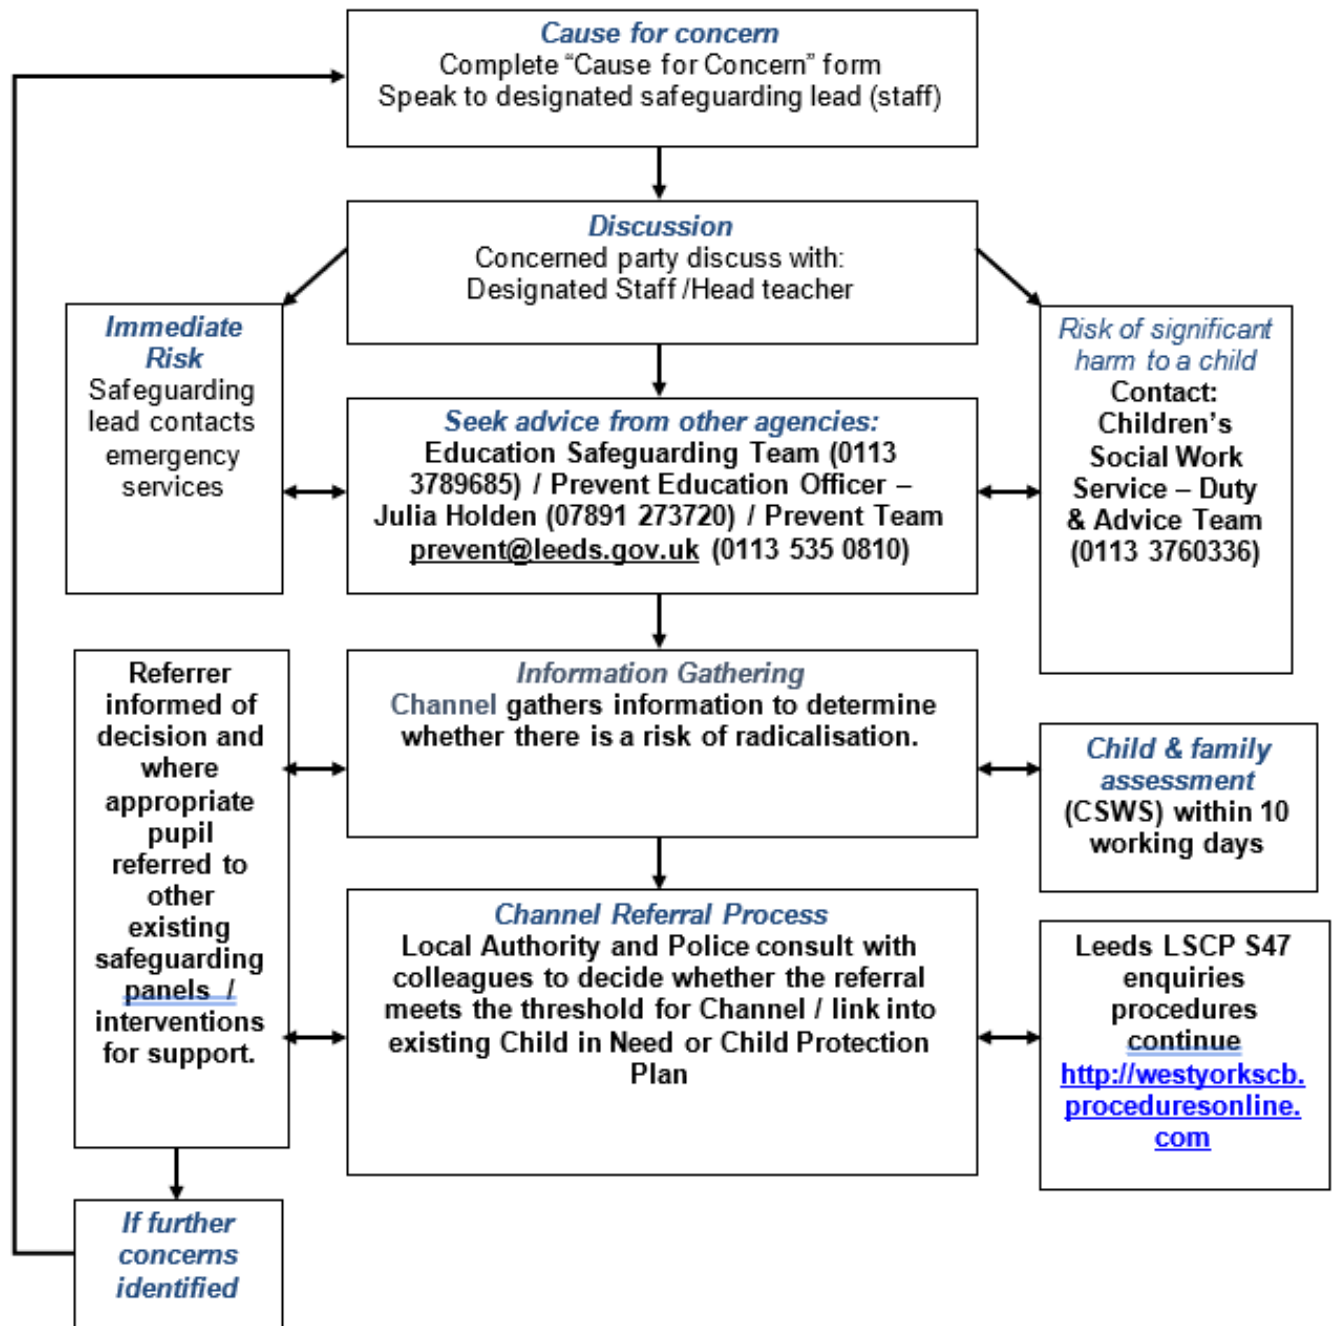 Cause for concern
Complete “Cause for Concern” form
Speak to designated safeguarding lead (staff)
Discussion
Concerned party discuss with:
Designated Staff /Head teacher
Immediate
Risk
Safeguarding
lead contacts
emergency
services
Seek advice from other agencies:
Education Safeguarding Team (0113
3789685) / Prevent Education Officer –
Julia Holden (07891 273720) / Prevent Team
prevent@leeds.gov.uk (0113 535 0810)
Risk of significant
harm to a child
Contact:
Children’s
Social Work
Service – Duty
& Advice Team
(0113 3760336)
Referrer
informed of
decision and
where
appropriate
pupil
referred to
other
existing
safeguarding
panels /
interventions
for support.
Information Gathering
Channel gathers information to determine
whether there is a risk of radicalisation.
Child & family
assessment
(CSWS) within 10
working days
Channel Referral Process
Local Authority and Police consult with
colleagues to decide whether the referral
meets the threshold for Channel / link into
existing Child in Need or Child Protection
Plan
Leeds LSCP S47
enquiries
procedures
continue
http://westyorkscb.
proceduresonline.
com
If further
concerns
identified